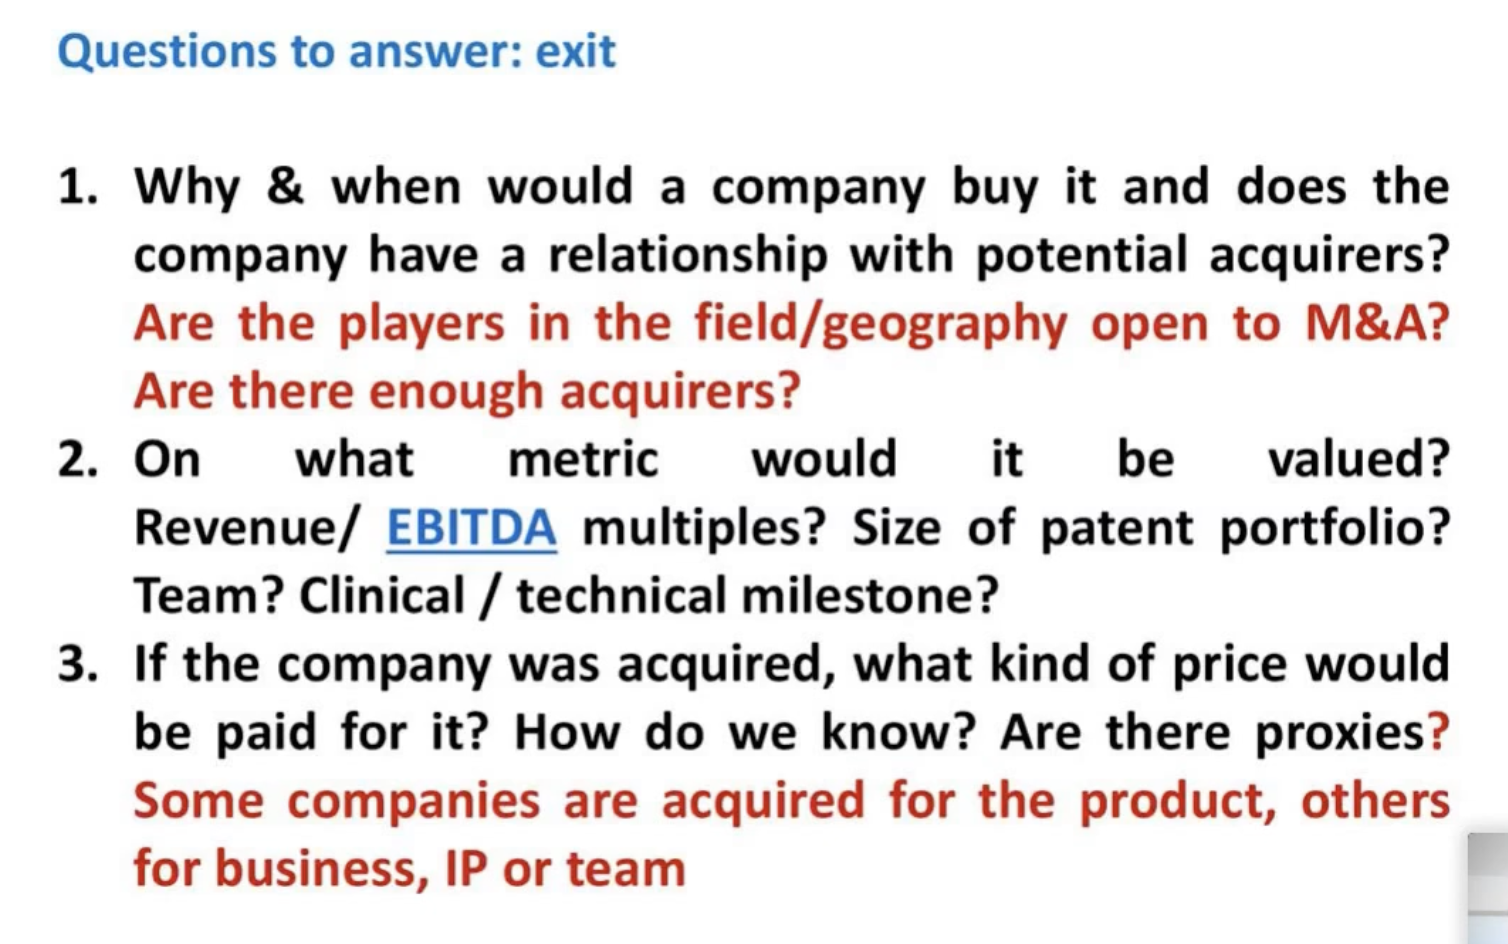 Questions to answer: exit
1. Why & when would a company buy it and does the
company have a relationship with potential acquirers?
Are the players in the field/geography open to M&A?
Are there enough acquirers?
2. On what metric would it be valued?
Revenue/ EBITDA multiples? Size of patent portfolio?
Team? Clinical / technical milestone?
3. If the company was acquired, what kind of price would
be paid for it? How do we know? Are there proxies?
Some companies are acquired for the product, others
for business, IP or team